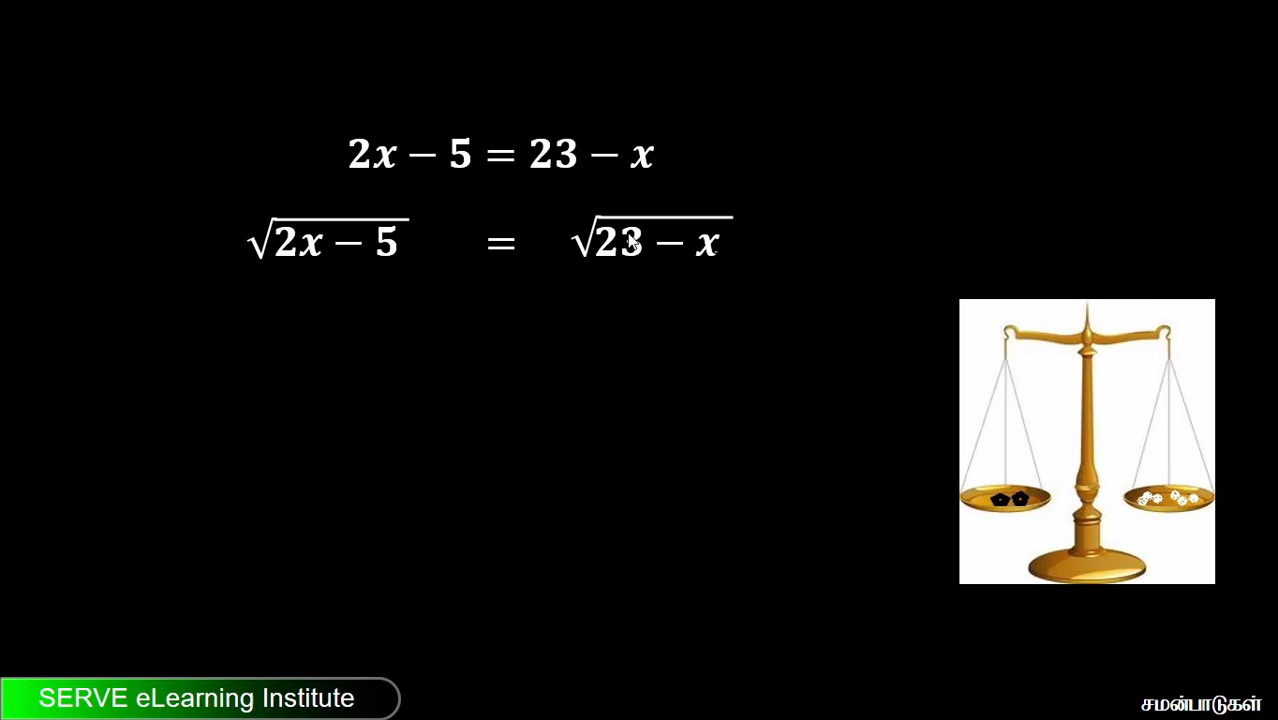 2x − 5 = 23 − x
√2x − 5 = √23 − x
SERVE eLearning Institute
சமன்பாடுகள்